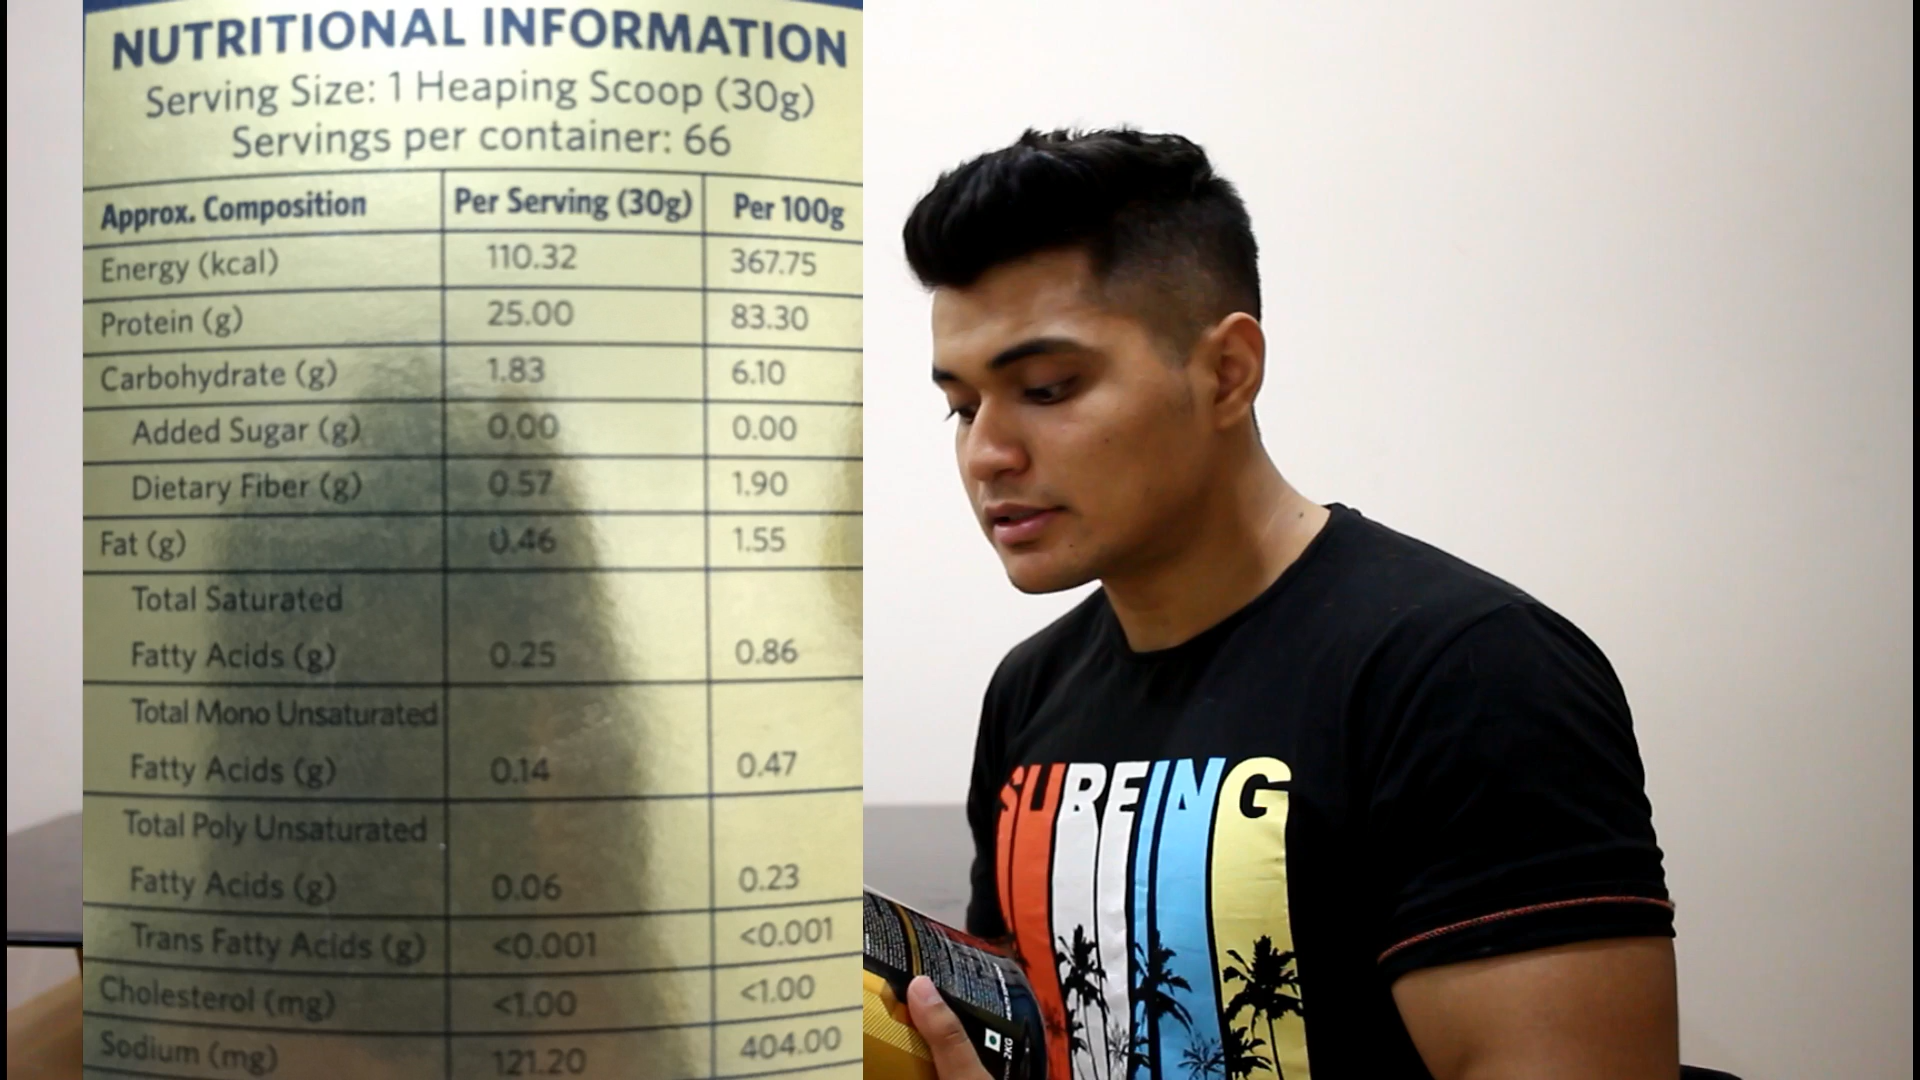 NUTRITIONAL INFORMATION
Serving Size: 1 Heaping Scoop (30g)
Servings per container: 66
Approx. Composition Per Serving (30g) Per 100g
Energy (kcal) 110.32 367.75
Protein (g) 25.00 83.30
Carbohydrate (g) 1.83 6.10
Added Sugar (g) 0.00 0.00
Dietary Fiber (g) 0.57 1.90
Fat (g) 0.46 1.55
Total Saturated
Fatty Acids (g) 0.25 0.86
Total Mono Unsaturated
Fatty Acids (g) 0.14 0.47
Total Poly Unsaturated
Fatty Acids (g) 0.06 0.23
Trans Fatty Acids (g) <0.001 <0.001
Cholesterol (mg) <1.00 <1.00
Sodium (mg) 121.20 404.00
SURFING
2KG